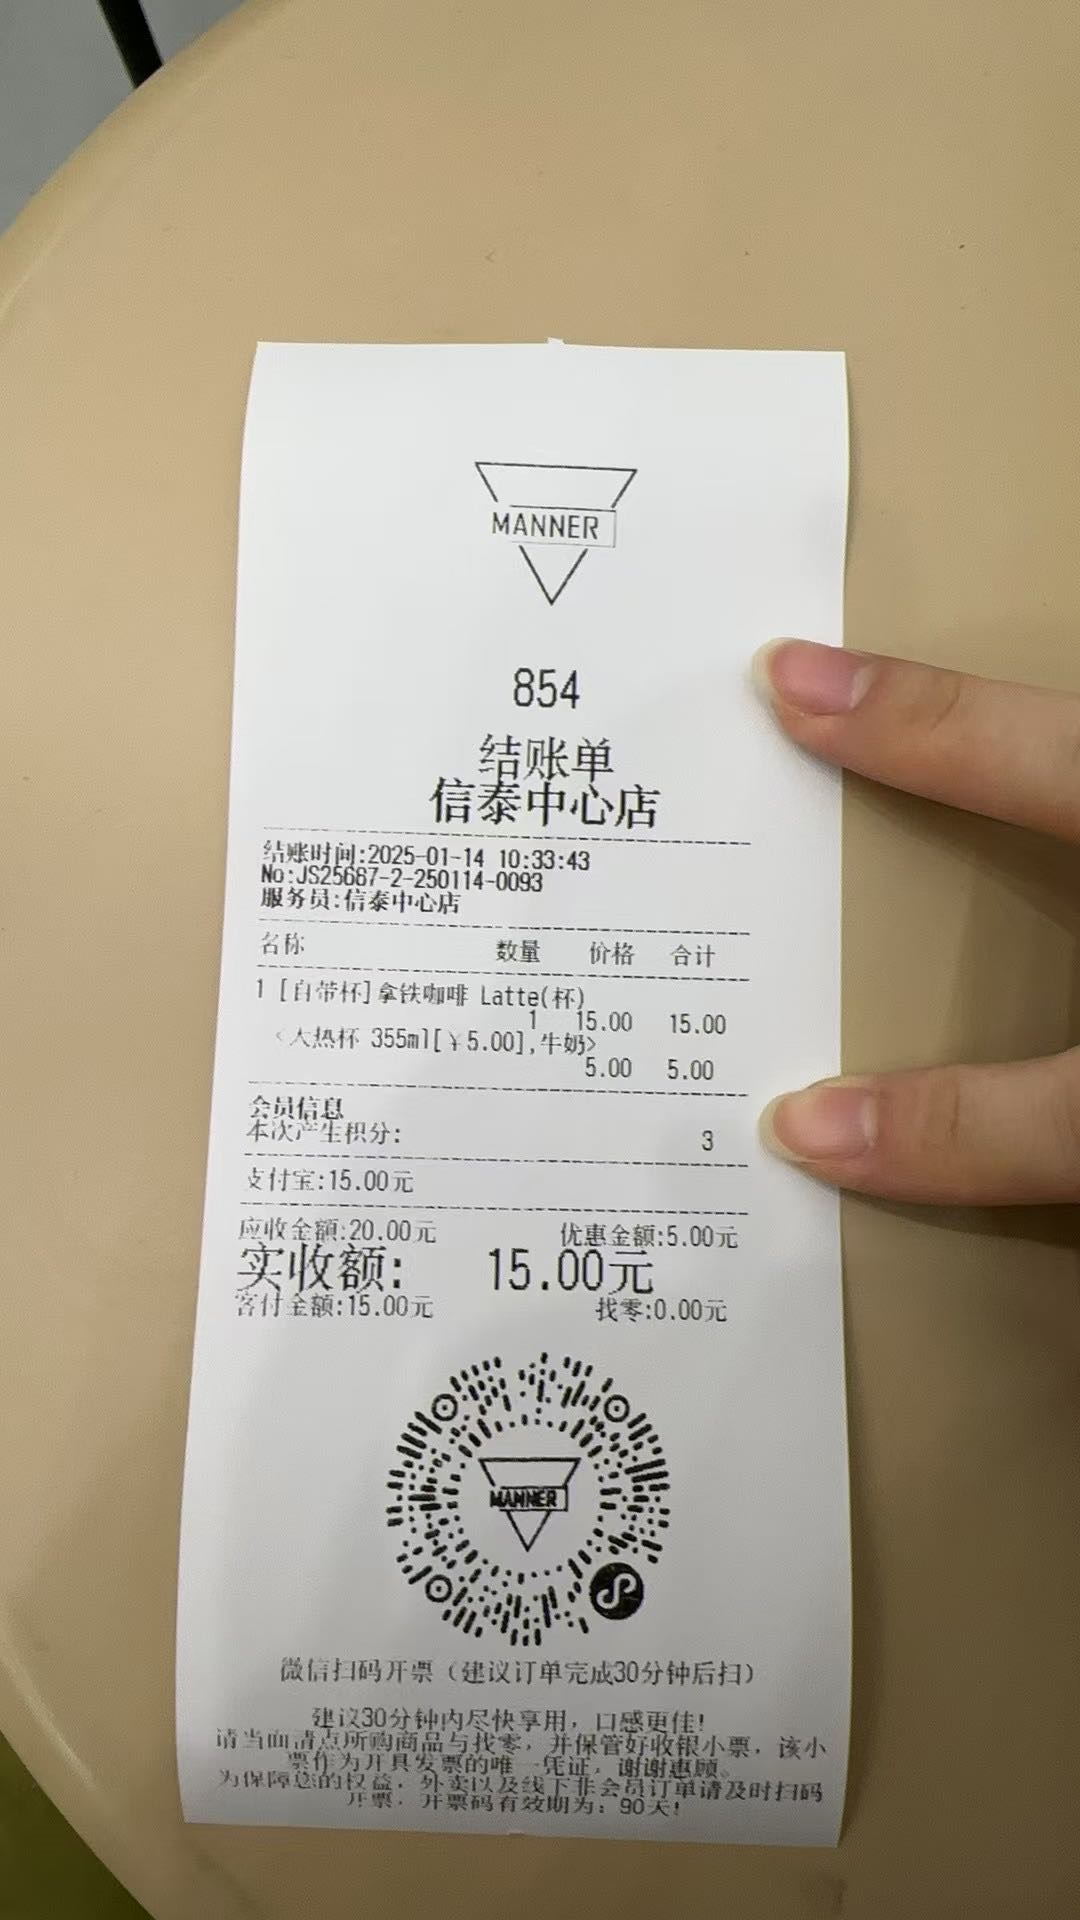 MANNER
854
结账单
信泰中心店
结账时间:2025-01-14 10:33:43
No:JS25687-2-250114-0093
服务员:信泰中心店
名称 数量 价格 合计
1 [自带杯]拿铁咖啡 Latte(杯)
1 15.00 15.00
<大热杯 355ml[¥5.00],牛奶>
5.00 5.00
会员信息
本次产生积分: 3
支付宝:15.00元
应收金额:20.00元 优惠金额:5.00元
实收额: 15.00元
客付金额:15.00元 找零:0.00元
MANNER
微信扫码开票（建议订单完成30分钟后扫）
建议30分钟内尽快享用，口感更佳!
请当面清点所购商品与找零，并保管好收银小票，该小
票作为开具发票的唯一凭证，谢谢惠顾。
为保障您的权益，外卖以及线下非会员订单请及时扫码
开票，开票码有效期为：90天!